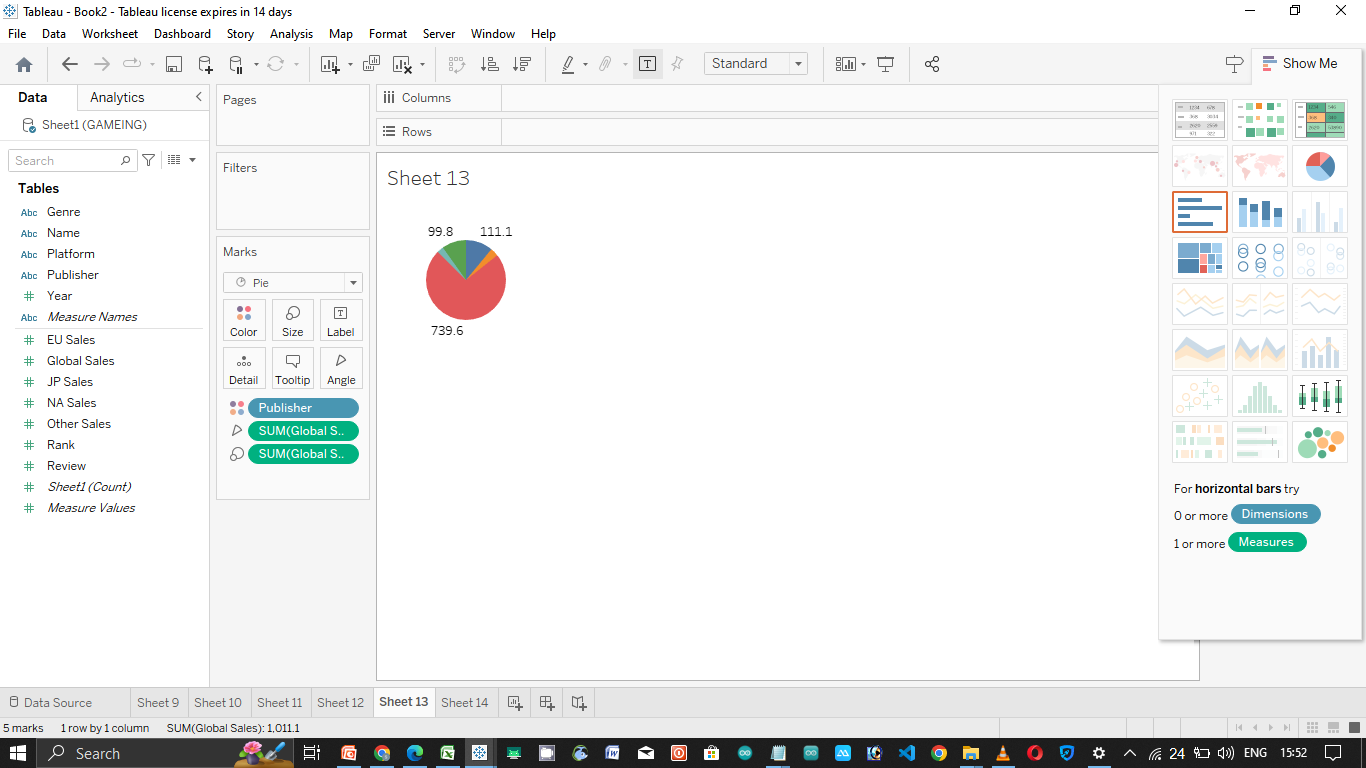 Tableau - Book2 - Tableau license expires in 14 days
File Data Worksheet Dashboard Story Analysis Map Format Server Window Help
Standard
Show Me
Data Analytics
Sheet1 (GAMEING)
Search
Tables
Abc Genre
Abc Name
Abc Platform
Abc Publisher
Year
Abc Measure Names
EU Sales
Global Sales
JP Sales
NA Sales
Other Sales
Rank
Review
Sheet1 (Count)
Measure Values
Pages
Filters
Marks
Pie
Color Size Label
Detail Tooltip Angle
Publisher
SUM(Global S..
SUM(Global S..
Columns
Rows
Sheet 13
99.8 111.1
739.6
For horizontal bars try
0 or more Dimensions
1 or more Measures
Data Source Sheet 9 Sheet 10 Sheet 11 Sheet 12 Sheet 13 Sheet 14
5 marks 1 row by 1 column SUM(Global Sales): 1,011.1
Search
24 ENG 15:52